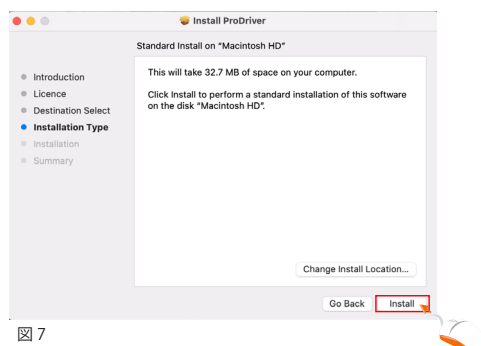 Install ProDriver
Standard Install on “Macintosh HD”
Introduction
Licence
Destination Select
Installation Type
Installation
Summary
This will take 32.7 MB of space on your computer.
Click Install to perform a standard installation of this software
on the disk “Macintosh HD”.
Change Install Location...
Go Back
Install
図 7